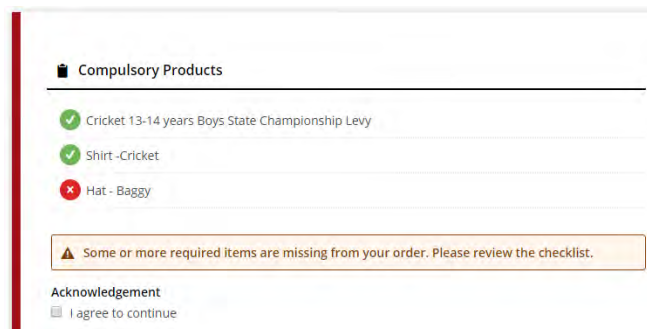 Compulsory Products
Cricket 13-14 years Boys State Championship Levy
Shirt -Cricket
Hat - Baggy
Some or more required items are missing from your order. Please review the checklist.
Acknowledgement
I agree to continue